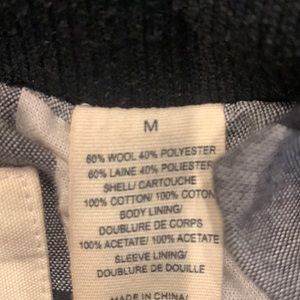 M
60% WOOL 40% POLYESTER
60% LAINE 40% POLIESTER
SHELL/ CARTOUCHE
100% COTTON/ 100% COTON
BODY LINING/
DOUBLURE DE CORPS
100% ACETATE/ 100% ACETATE
SLEEVE LINING/
DOUBLURE DE DOUILLE
MADE IN CHINA/